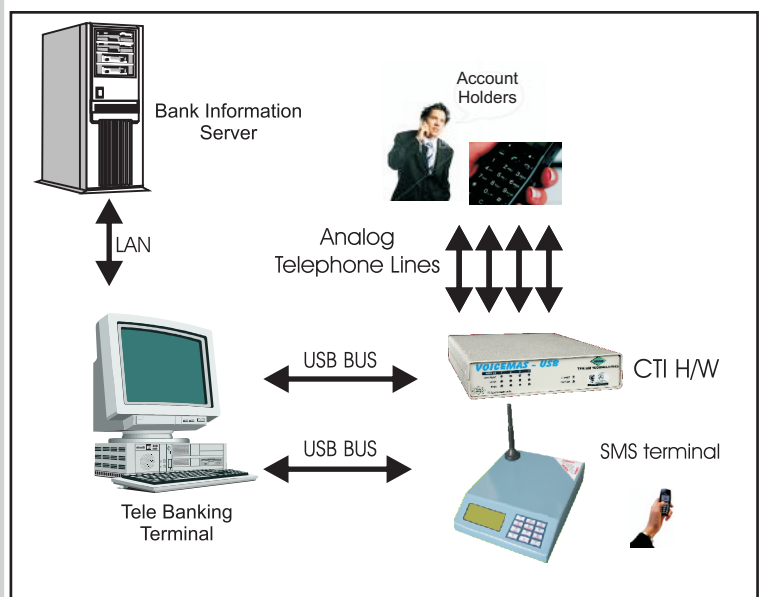 Account
Holders
Bank Information
Server
LAN
Analog
Telephone Lines
USB BUS
VOICEMAS - USB
CTI H/W
USB BUS
SMS terminal
Tele Banking
Terminal